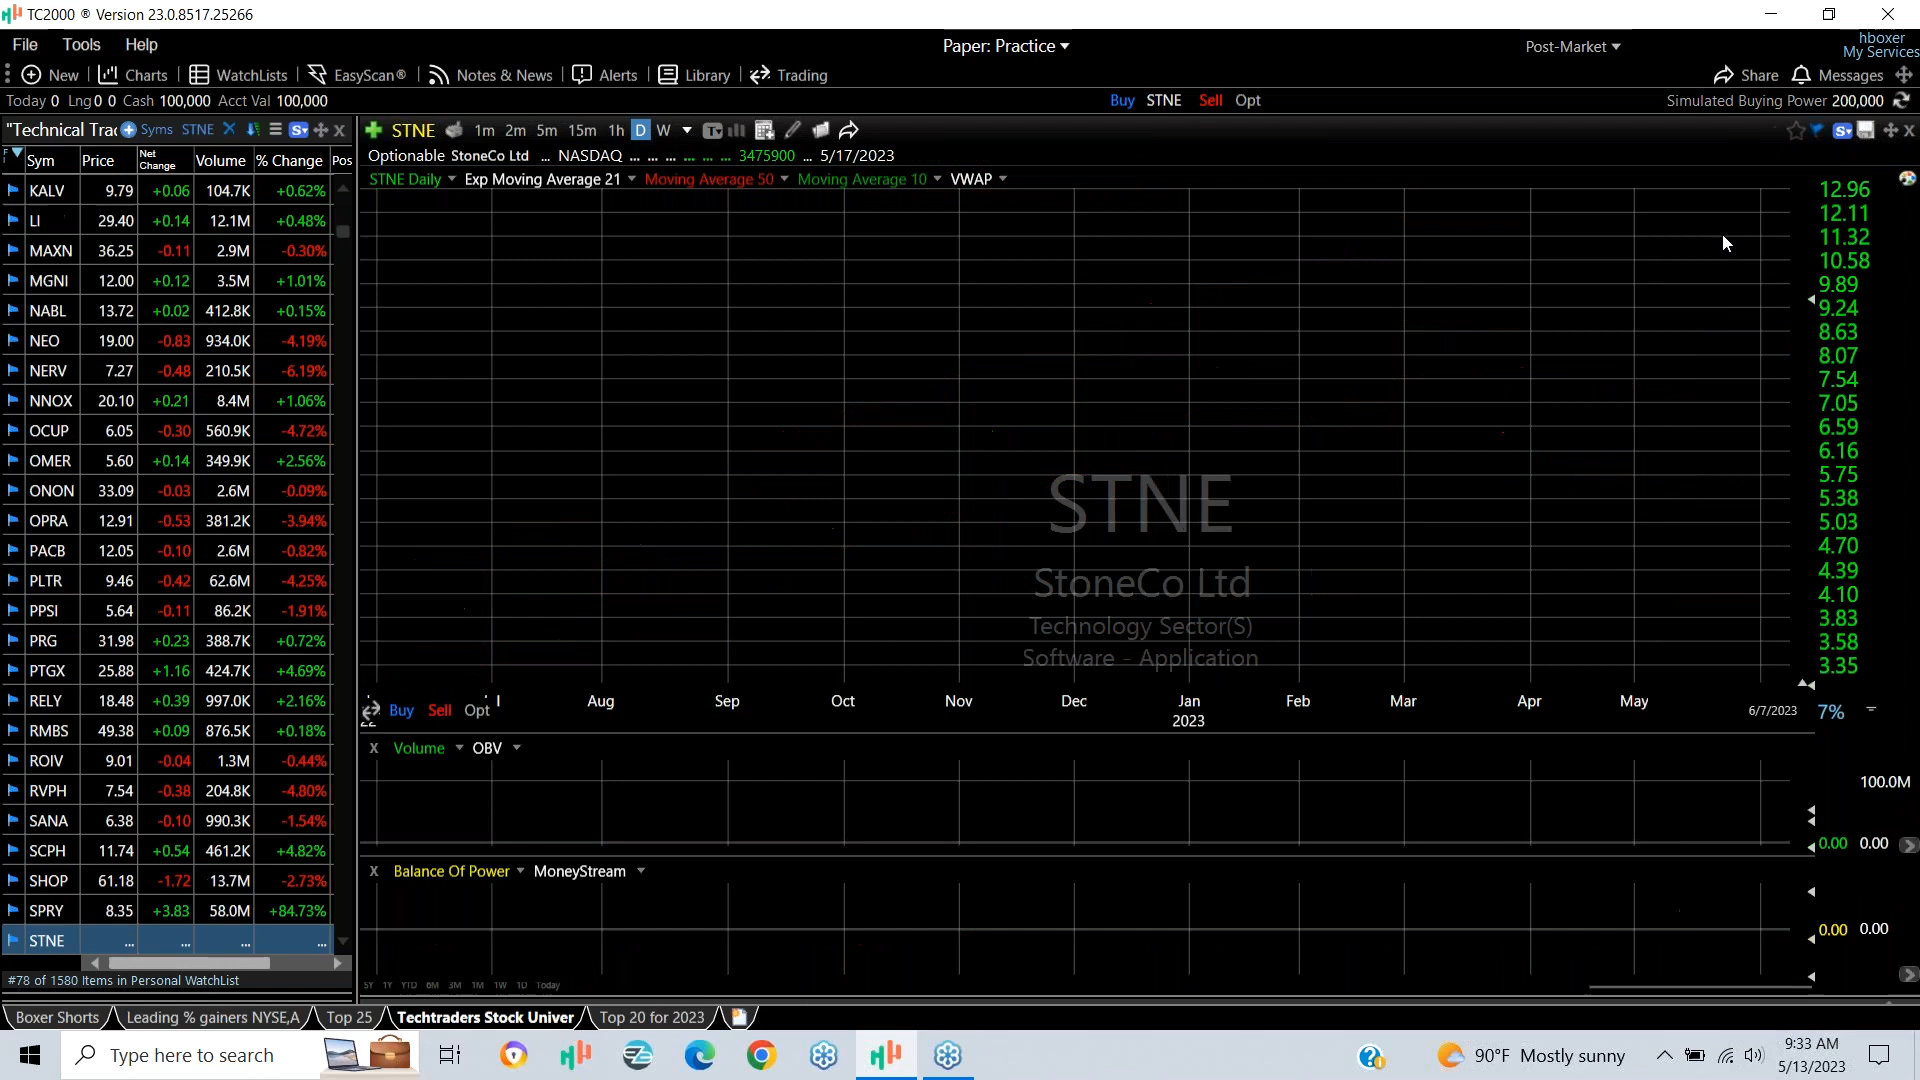 TC2000 ® Version 23.0.8517.25266
File Tools Help
Paper: Practice
Post-Market
hboxer
My Services
New Charts WatchLists EasyScan® Notes & News Alerts Library Trading
Share Messages
Today 0 Lng 0 0 Cash 100,000 Acct Val 100,000
Buy STNE Sell Opt
Simulated Buying Power 200,000
"Technical Tra Syms STNE
STNE 1m 2m 5m 15m 1h D W
Optionable StoneCo Ltd ... NASDAQ ... ... ... ... ... ... 3475900 ... 5/17/2023
STNE Daily Exp Moving Average 21 Moving Average 50 Moving Average 10 VWAP
Sym Price Net Change Volume % Change Pos
KALV 9.79 +0.06 104.7K +0.62%
LI 29.40 +0.14 12.1M +0.48%
MAXN 36.25 -0.11 2.9M -0.30%
MGNI 12.00 +0.12 3.5M +1.01%
NABL 13.72 +0.02 412.8K +0.15%
NEO 19.00 -0.83 934.0K -4.19%
NERV 7.27 -0.48 210.5K -6.19%
NNOX 20.10 +0.21 8.4M +1.06%
OCUP 6.05 -0.30 560.9K -4.72%
OMER 5.60 +0.14 349.9K +2.56%
ONON 33.09 -0.03 2.6M -0.09%
OPRA 12.91 -0.53 381.2K -3.94%
PACB 12.05 -0.10 2.6M -0.82%
PLTR 9.46 -0.42 62.6M -4.25%
PPSI 5.64 -0.11 86.2K -1.91%
PRG 31.98 +0.23 388.7K +0.72%
PTGX 25.88 +1.16 424.7K +4.69%
RELY 18.48 +0.39 997.0K +2.16%
RMBS 49.38 +0.09 876.5K +0.18%
ROIV 9.01 -0.04 1.3M -0.44%
RVPH 7.54 -0.38 204.8K -4.80%
SANA 6.38 -0.10 990.3K -1.54%
SCPH 11.74 +0.54 461.2K +4.82%
SHOP 61.18 -1.72 13.7M -2.73%
SPRY 8.35 +3.83 58.0M +84.73%
STNE ... ... ... ...
#78 of 1580 Items in Personal WatchList
12.96
12.11
11.32
10.58
9.89
9.24
8.63
8.07
7.54
7.05
6.59
6.16
5.75
5.38
5.03
4.70
4.39
4.10
3.83
3.58
3.35
STNE
StoneCo Ltd
Technology Sector(S)
Software - Application
Aug Sep Oct Nov Dec Jan Feb Mar Apr May
2023
Buy Sell Opt
6/7/2023 7%
X Volume OBV
100.0M
0.00 0.00
X Balance Of Power MoneyStream
0.00 0.00
5Y 1Y YTD 6M 3M 1M 1W 1D Today
Boxer Shorts Leading % gainers NYSE,A Top 25 Techtraders Stock Univer Top 20 for 2023
Type here to search
90°F Mostly sunny
9:33 AM
5/13/2023